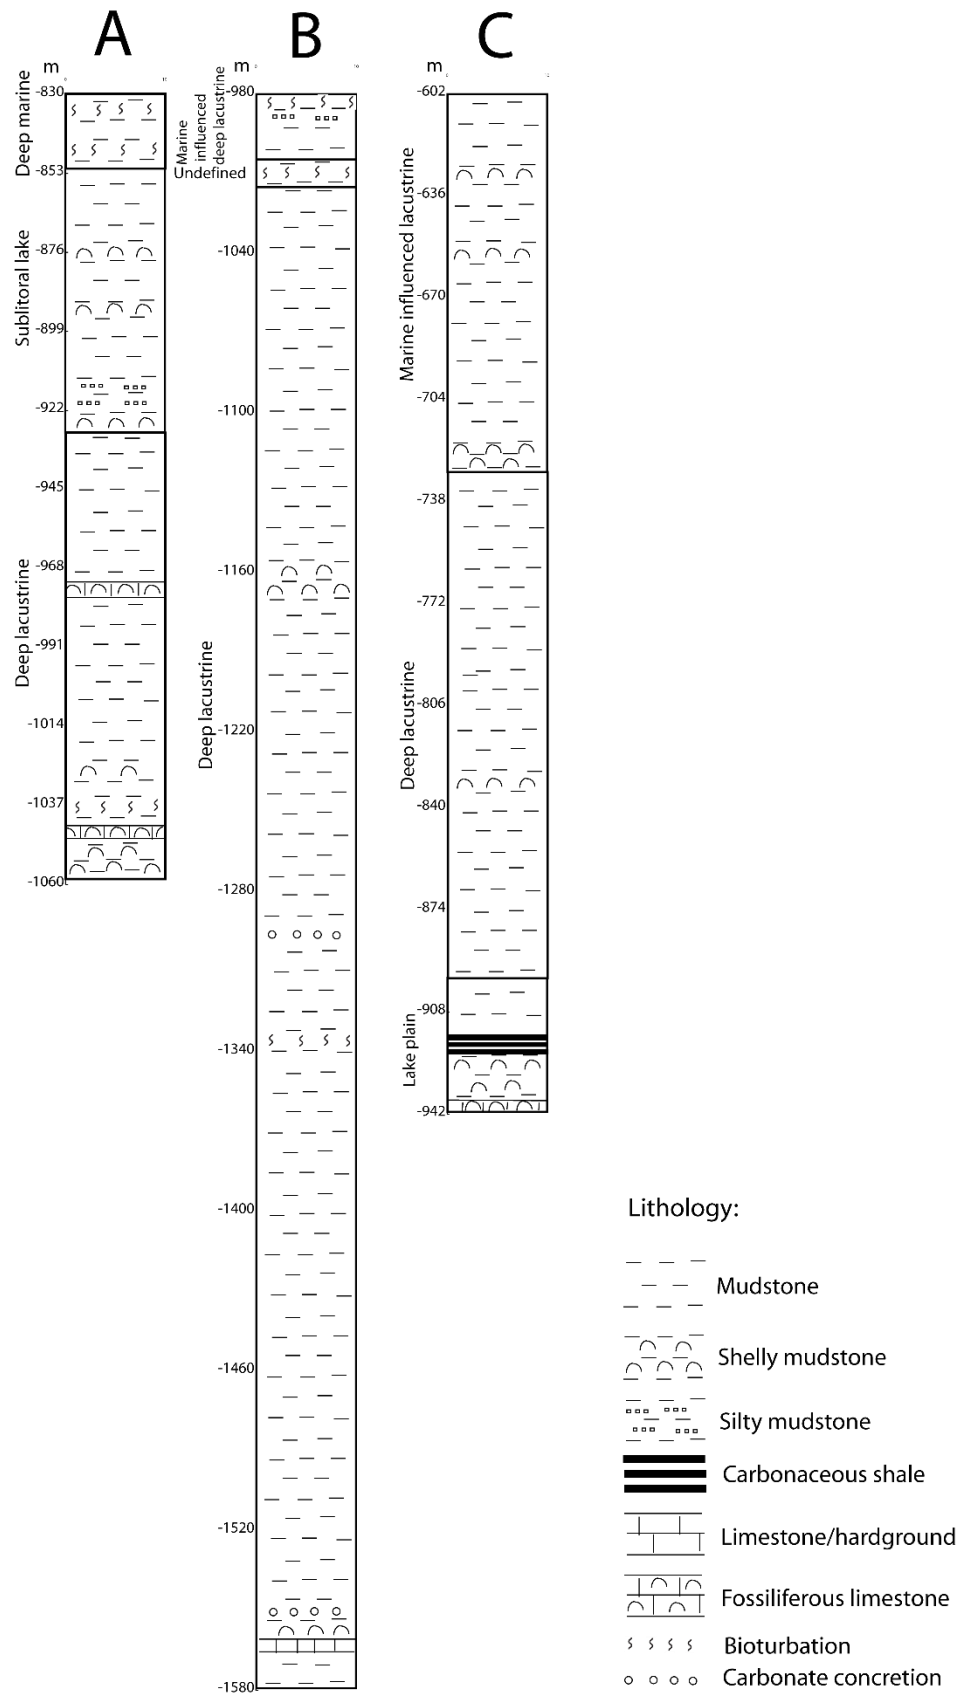 A
B
C
m
m
m
-830
-853
-876
-899
-922
-945
-968
-991
-1014
-1037
-1060
Deep marine
Sublitoral lake
Deep lacustrine
-980
-1040
-1100
-1160
-1220
-1280
-1340
-1400
-1460
-1520
-1580
Marine
influenced
deep lacustrine
Undefined
Deep lacustrine
-602
-636
-670
-704
-738
-772
-806
-840
-874
-908
-942
Marine influenced lacustrine
Deep lacustrine
Lake plain
Lithology:
Mudstone
Shelly mudstone
Silty mudstone
Carbonaceous shale
Limestone/hardground
Fossiliferous limestone
Bioturbation
Carbonate concretion